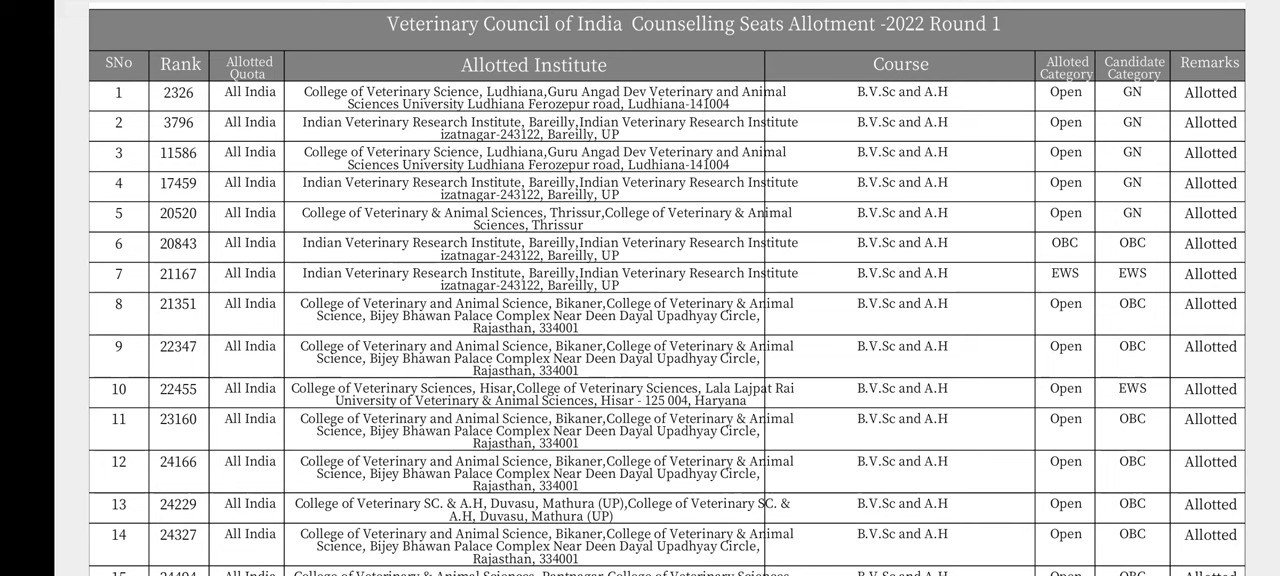 Veterinary Council of India Counselling Seats Allotment -2022 Round 1
SNo Rank Allotted Quota Allotted Institute Course Alloted Category Candidate Category Remarks
1 2326 All India College of Veterinary Science, Ludhiana,Guru Angad Dev Veterinary and Animal B.V.Sc and A.H Open GN Allotted
Sciences University Ludhiana Ferozepur road, Ludhiana-141004
2 3796 All India Indian Veterinary Research Institute, Bareilly,Indian Veterinary Research Institute B.V.Sc and A.H Open GN Allotted
izatnagar-243122, Bareilly, UP
3 11586 All India College of Veterinary Science, Ludhiana,Guru Angad Dev Veterinary and Animal B.V.Sc and A.H Open GN Allotted
Sciences University Ludhiana Ferozepur road, Ludhiana-141004
4 17459 All India Indian Veterinary Research Institute, Bareilly,Indian Veterinary Research Institute B.V.Sc and A.H Open GN Allotted
izatnagar-243122, Bareilly, UP
5 20520 All India College of Veterinary & Animal Sciences, Thrissur,College of Veterinary & Animal B.V.Sc and A.H Open GN Allotted
Sciences, Thrissur
6 20843 All India Indian Veterinary Research Institute, Bareilly,Indian Veterinary Research Institute B.V.Sc and A.H OBC OBC Allotted
izatnagar-243122, Bareilly, UP
7 21167 All India Indian Veterinary Research Institute, Bareilly,Indian Veterinary Research Institute B.V.Sc and A.H EWS EWS Allotted
izatnagar-243122, Bareilly, UP
8 21351 All India College of Veterinary and Animal Science, Bikaner,College of Veterinary & Animal B.V.Sc and A.H Open OBC Allotted
Science, Bijey Bhawan Palace Complex Near Deen Dayal Upadhyay Circle,
Rajasthan, 334001
9 22347 All India College of Veterinary and Animal Science, Bikaner,College of Veterinary & Animal B.V.Sc and A.H Open OBC Allotted
Science, Bijey Bhawan Palace Complex Near Deen Dayal Upadhyay Circle,
Rajasthan, 334001
10 22455 All India College of Veterinary Sciences, Hisar,College of Veterinary Sciences, Lala Lajpat Rai B.V.Sc and A.H Open EWS Allotted
University of Veterinary & Animal Sciences, Hisar - 125 004, Haryana
11 23160 All India College of Veterinary and Animal Science, Bikaner,College of Veterinary & Animal B.V.Sc and A.H Open OBC Allotted
Science, Bijey Bhawan Palace Complex Near Deen Dayal Upadhyay Circle,
Rajasthan, 334001
12 24166 All India College of Veterinary and Animal Science, Bikaner,College of Veterinary & Animal B.V.Sc and A.H Open OBC Allotted
Science, Bijey Bhawan Palace Complex Near Deen Dayal Upadhyay Circle,
Rajasthan, 334001
13 24229 All India College of Veterinary SC. & A.H, Duvasu, Mathura (UP),College of Veterinary SC. & B.V.Sc and A.H Open OBC Allotted
A.H, Duvasu, Mathura (UP)
14 24327 All India College of Veterinary and Animal Science, Bikaner,College of Veterinary & Animal B.V.Sc and A.H Open OBC Allotted
Science, Bijey Bhawan Palace Complex Near Deen Dayal Upadhyay Circle,
Rajasthan, 334001